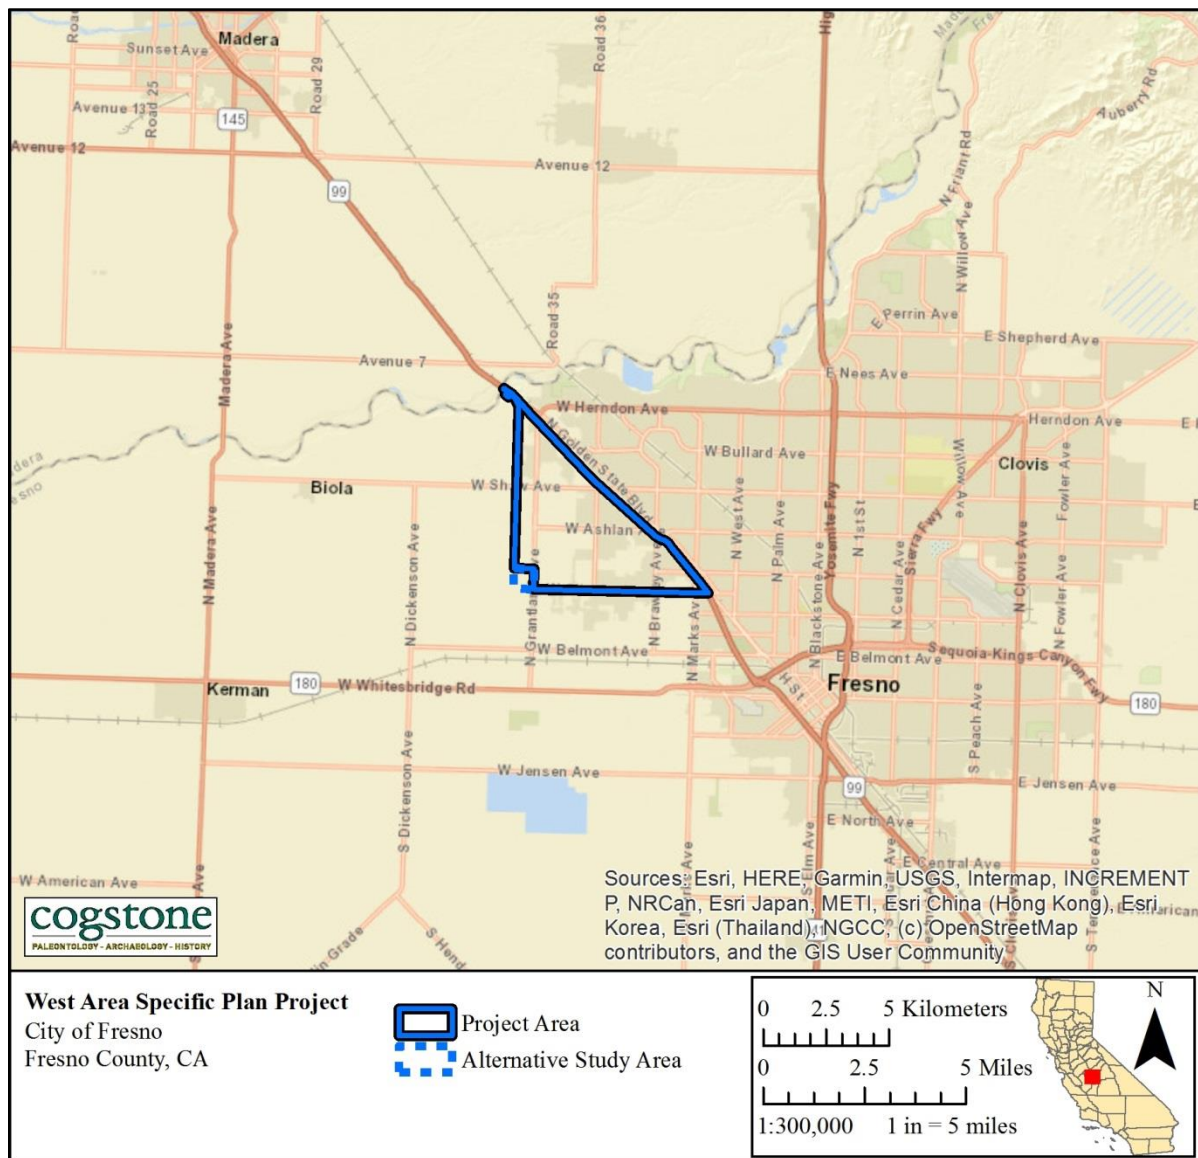 Road 36
Madera
Sunset Ave
Road 29
Road 25
Avenue 13
145
Avenue 12
Avenue 12
99
Auberry Rd
N Friant Rd
N Willow Ave
Road 35
E Perrin Ave
E Shepherd Ave
Madera Ave
Avenue 7
E Nees Ave
W Herndon Ave
Herndon Ave
N Golden State Blvd
W Bullard Ave
Willow Ave
Clovis
Fowler Ave
Biola
W Shaw Ave
N West Ave
N Palm Ave
Yosemite Fwy
N 1st St
Sierra Fwy
W Ashlan
N Madera Ave
N Dickenson Ave
N Blackstone Ave
N Cedar Ave
N Clovis Ave
N Fowler Ave
N Marks Ave
W Belmont Ave
E Belmont Ave
Sequoia-Kings Canyon Fwy
Kerman
180
W Whitesbridge Rd
H St
Fresno
180
S Peach Ave
W Jensen Ave
99
E Jensen Ave
S Dickenson Ave
E North Ave
S Elm Ave
E Central Ave
W American Ave
Sources: Esri, HERE, Garmin, USGS, Intermap, INCREMENT
P, NRCan, Esri Japan, METI, Esri China (Hong Kong), Esri
Korea, Esri (Thailand), NGCC, (c) OpenStreetMap
contributors, and the GIS User Community
cogstone
PALEONTOLOGY - ARCHAEOLOGY - HISTORY
West Area Specific Plan Project
City of Fresno
Fresno County, CA
Project Area
Alternative Study Area
0 2.5 5 Kilometers
0 2.5 5 Miles
1:300,000 1 in = 5 miles
N